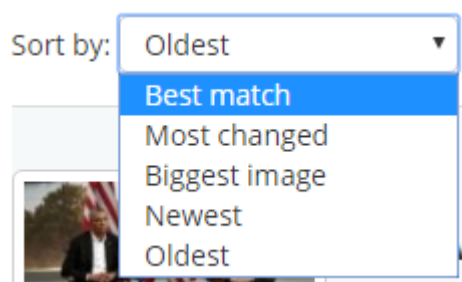 Sort by: Oldest
Best match
Most changed
Biggest image
Newest
Oldest